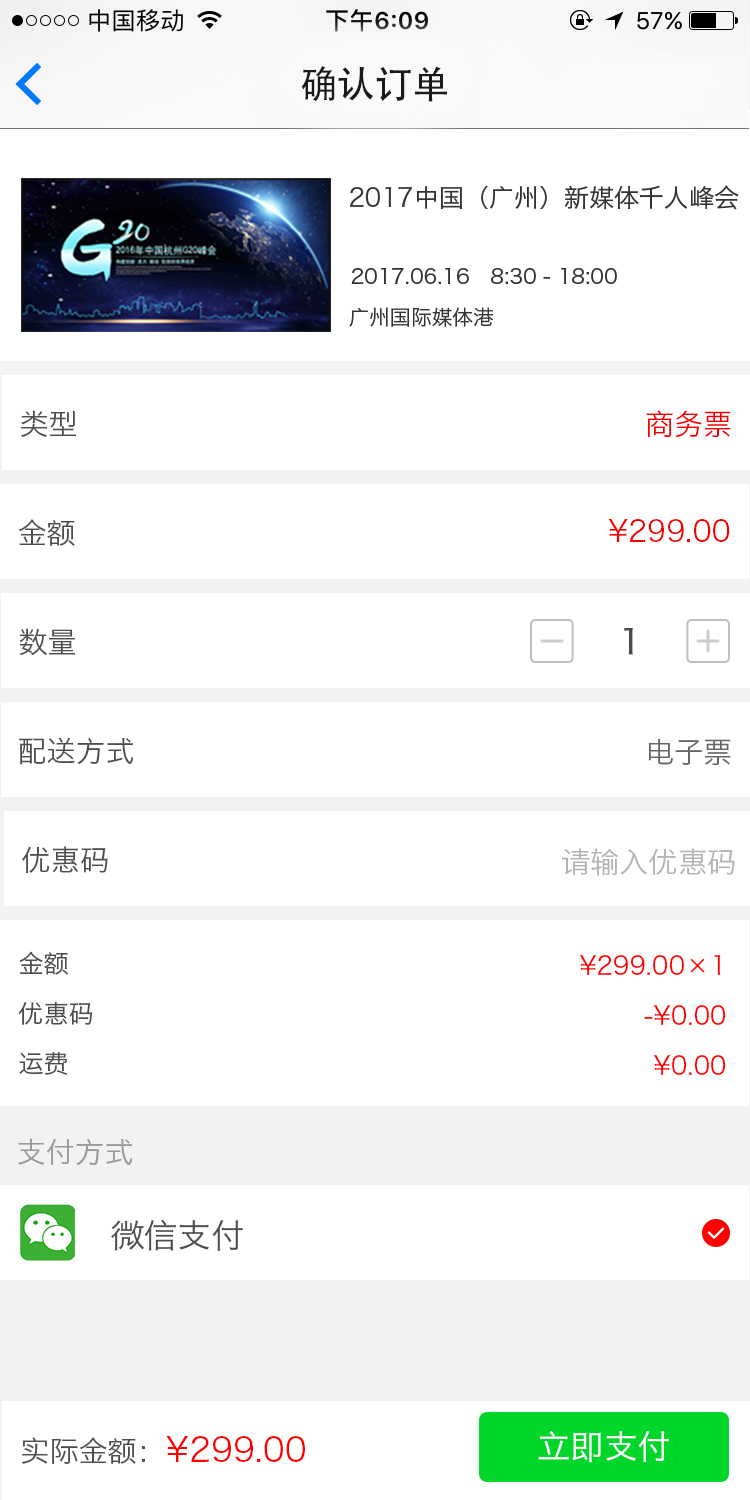 中国移动 下午6:09 57%
确认订单
2017中国（广州）新媒体千人峰会
G20
2016年中国杭州G20峰会
2017.06.16 8:30 - 18:00
广州国际媒体港
类型 商务票
金额 ¥299.00
数量 1
配送方式 电子票
优惠码 请输入优惠码
金额 ¥299.00×1
优惠码 -¥0.00
运费 ¥0.00
支付方式
微信支付
实际金额：¥299.00 立即支付